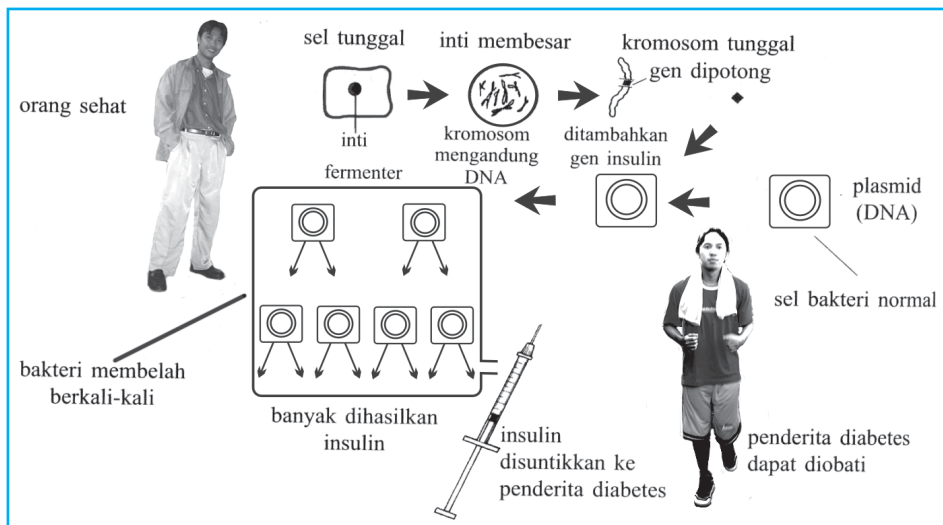 orang sehat
sel tunggal
inti
inti membesar
kromosom
mengandung
DNA
kromosom tunggal
gen dipotong
ditambahkan
gen insulin
plasmid
(DNA)
sel bakteri normal
fermenter
bakteri membelah
berkali-kali
banyak dihasilkan
insulin
insulin
disuntikkan ke
penderita diabetes
penderita diabetes
dapat diobati